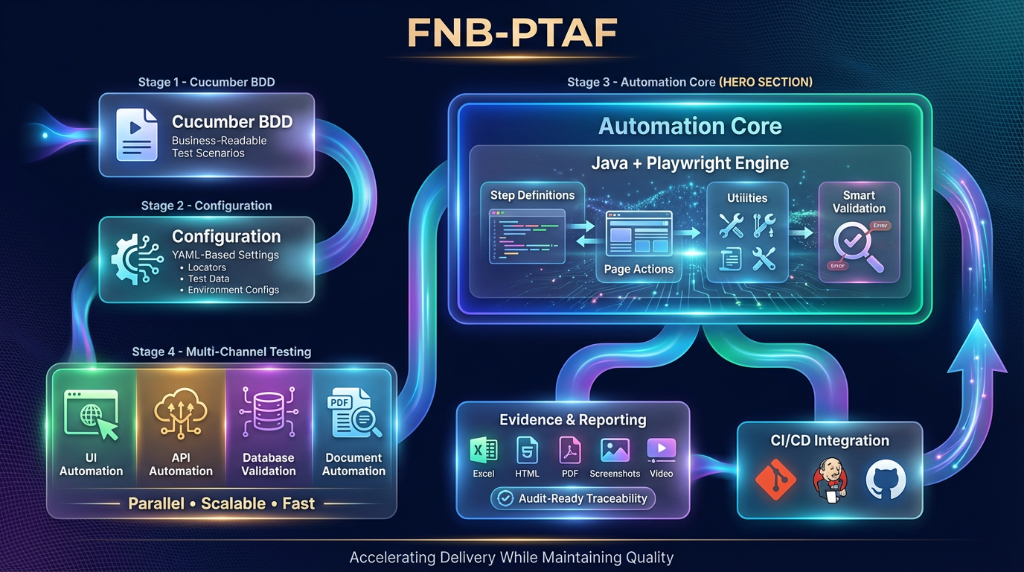 FNB-PTAF
Stage 1 - Cucumber BDD
Cucumber BDD
Business-Readable
Test Scenarios
Stage 2 - Configuration
Configuration
YAML-Based Settings
• Locators
• Test Data
• Environment Configs
Stage 3 - Automation Core (HERO SECTION)
Automation Core
Java + Playwright Engine
Step Definitions
Page Actions
Utilities
Smart
Validation
Error
Error
Stage 4 - Multi-Channel Testing
UI
Automation
API
Automation
Database
Validation
PDF
Document
Automation
Parallel • Scalable • Fast
Evidence & Reporting
X
Excel
HTML
PDF
Screenshots
Video
Audit-Ready Traceability
CI/CD Integration
Accelerating Delivery While Maintaining Quality